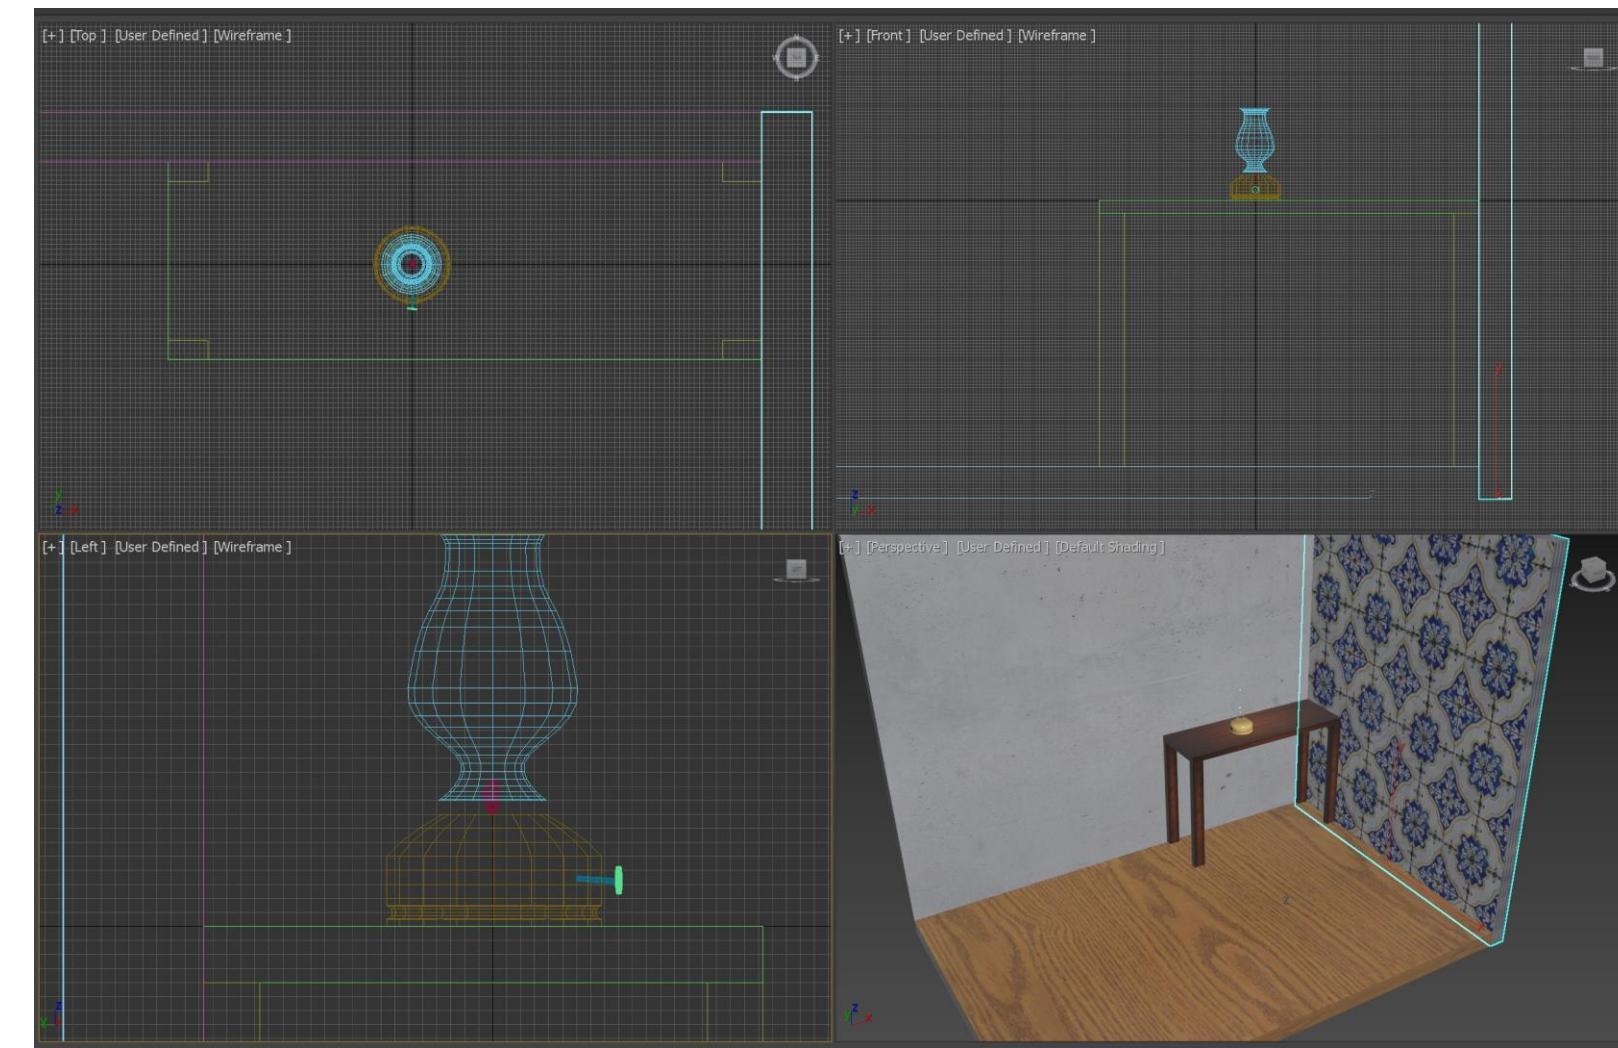 [+] [Top ] [User Defined ] [Wireframe ]
[+] [Front ] [User Defined ] [Wireframe ]
[+] [Left ] [User Defined ] [Wireframe ]
[+] [Perspective ] [User Defined ] [Default Shading ]